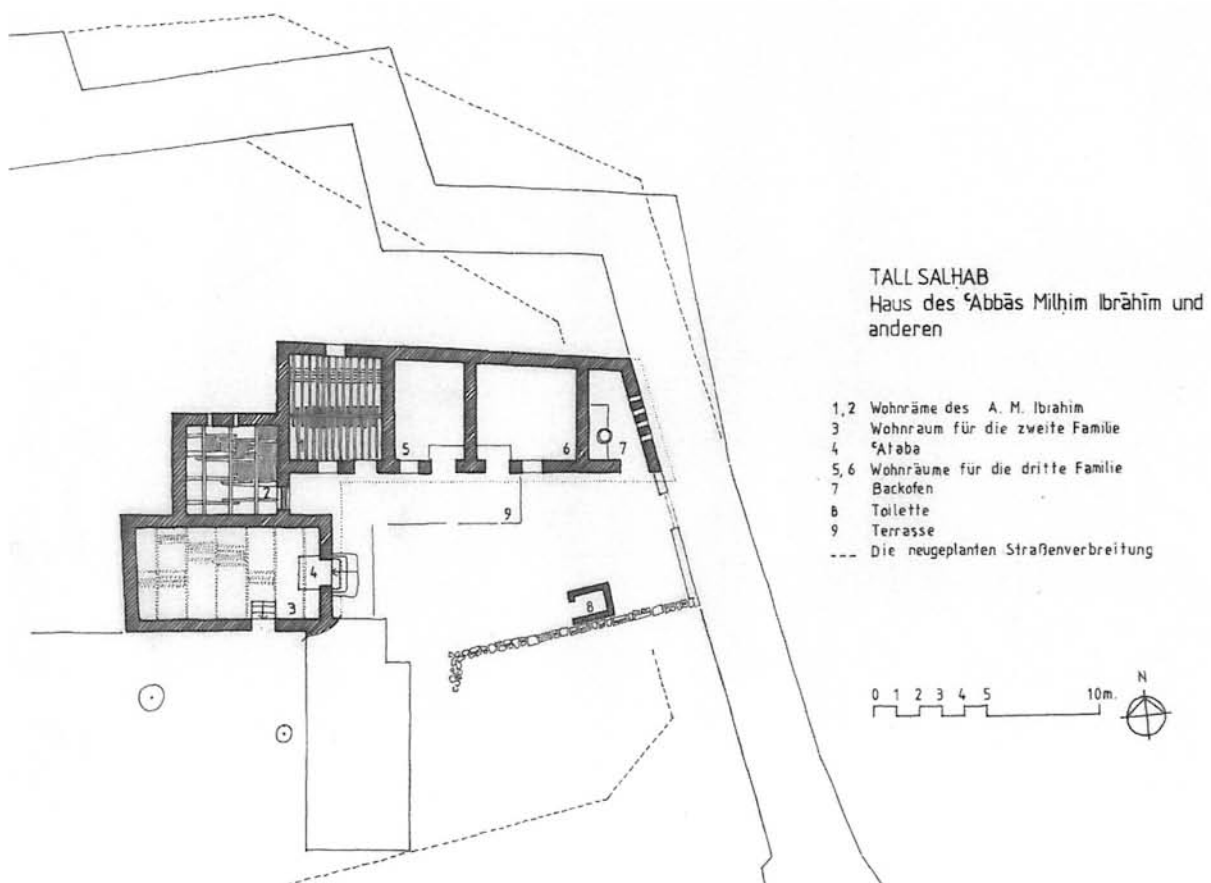 TALL SALḤAB
Haus des ʿAbbās Milḥim Ibrāhīm und
anderen
1,2 Wohnräme des A. M. Ibrahim
3 Wohnraum für die zweite Familie
4 ʿAtaba
5,6 Wohnräume für die dritte Familie
7 Backofen
8 Toilette
9 Terrasse
--- Die neugeplanten Straßenverbreitung
0 1 2 3 4 5 10m.
N
5
6
7
2
9
4
3
8